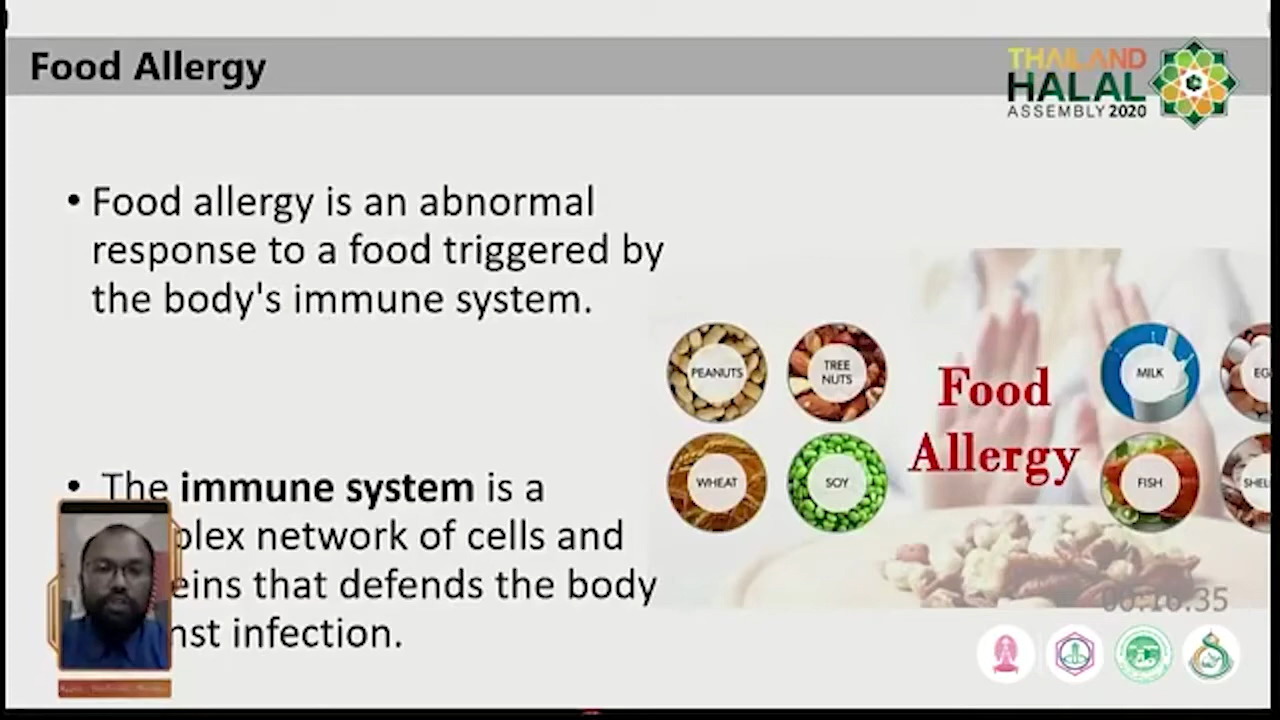 Food Allergy
THAILAND
HALAL
ASSEMBLY 2020
• Food allergy is an abnormal
response to a food triggered by
the body's immune system.
• The immune system is a
plex network of cells and
eins that defends the body
nst infection.
PEANUTS
TREE
NUTS
MILK
EG
Food
Allergy
WHEAT
SOY
FISH
SHEL